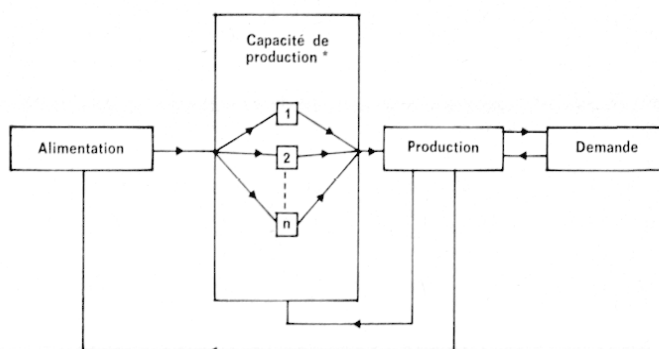 Capacité de
production *
1
Alimentation
2
Production
Demande
n